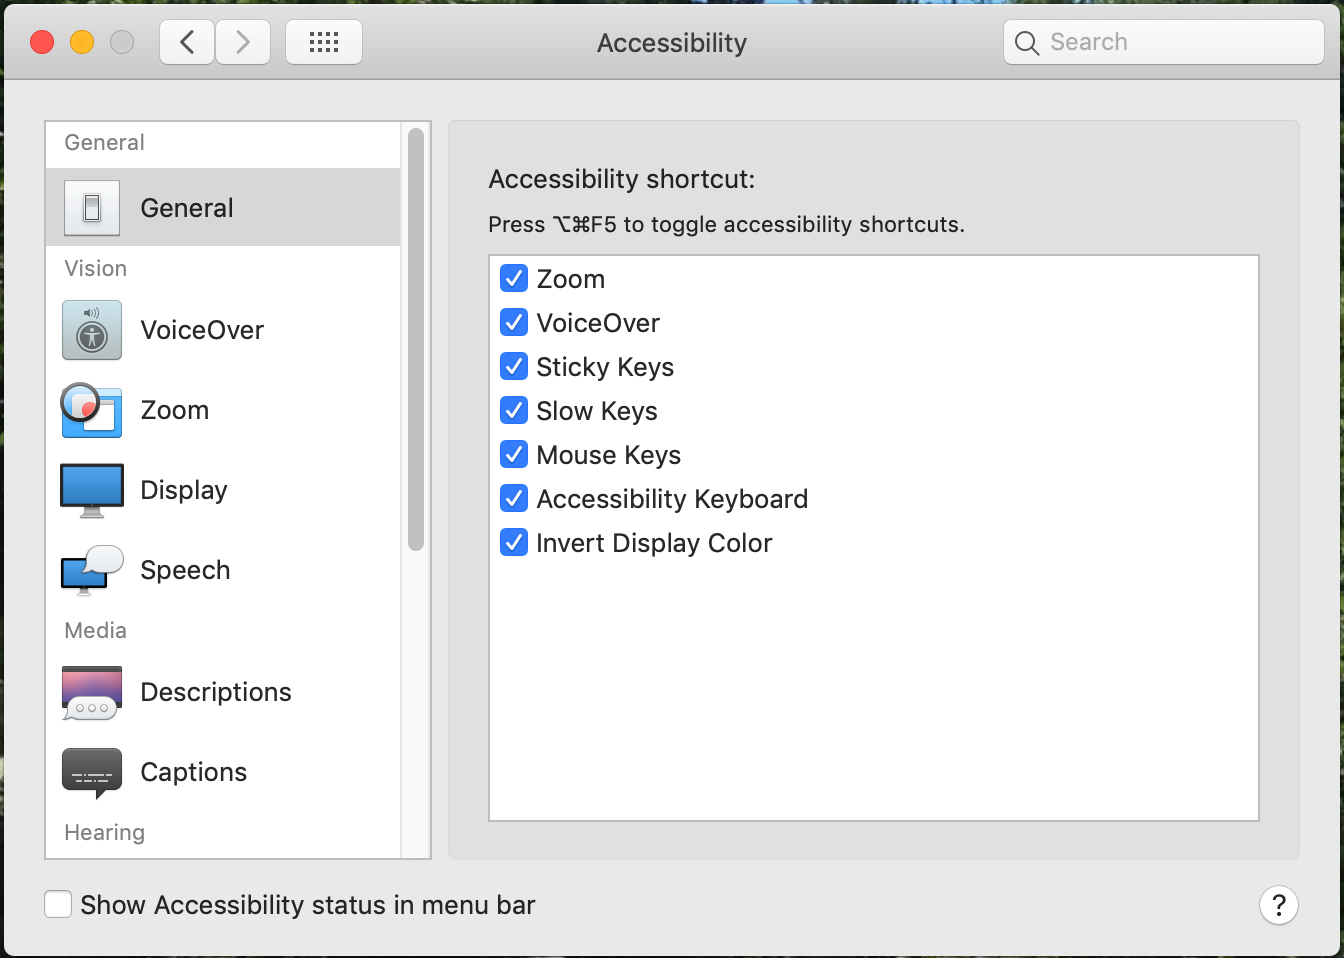 Accessibility
Search
General
General
Vision
VoiceOver
Zoom
Display
Speech
Media
Descriptions
Captions
Hearing
Accessibility shortcut:
Press ⌥⌘F5 to toggle accessibility shortcuts.
Zoom
VoiceOver
Sticky Keys
Slow Keys
Mouse Keys
Accessibility Keyboard
Invert Display Color
Show Accessibility status in menu bar
?